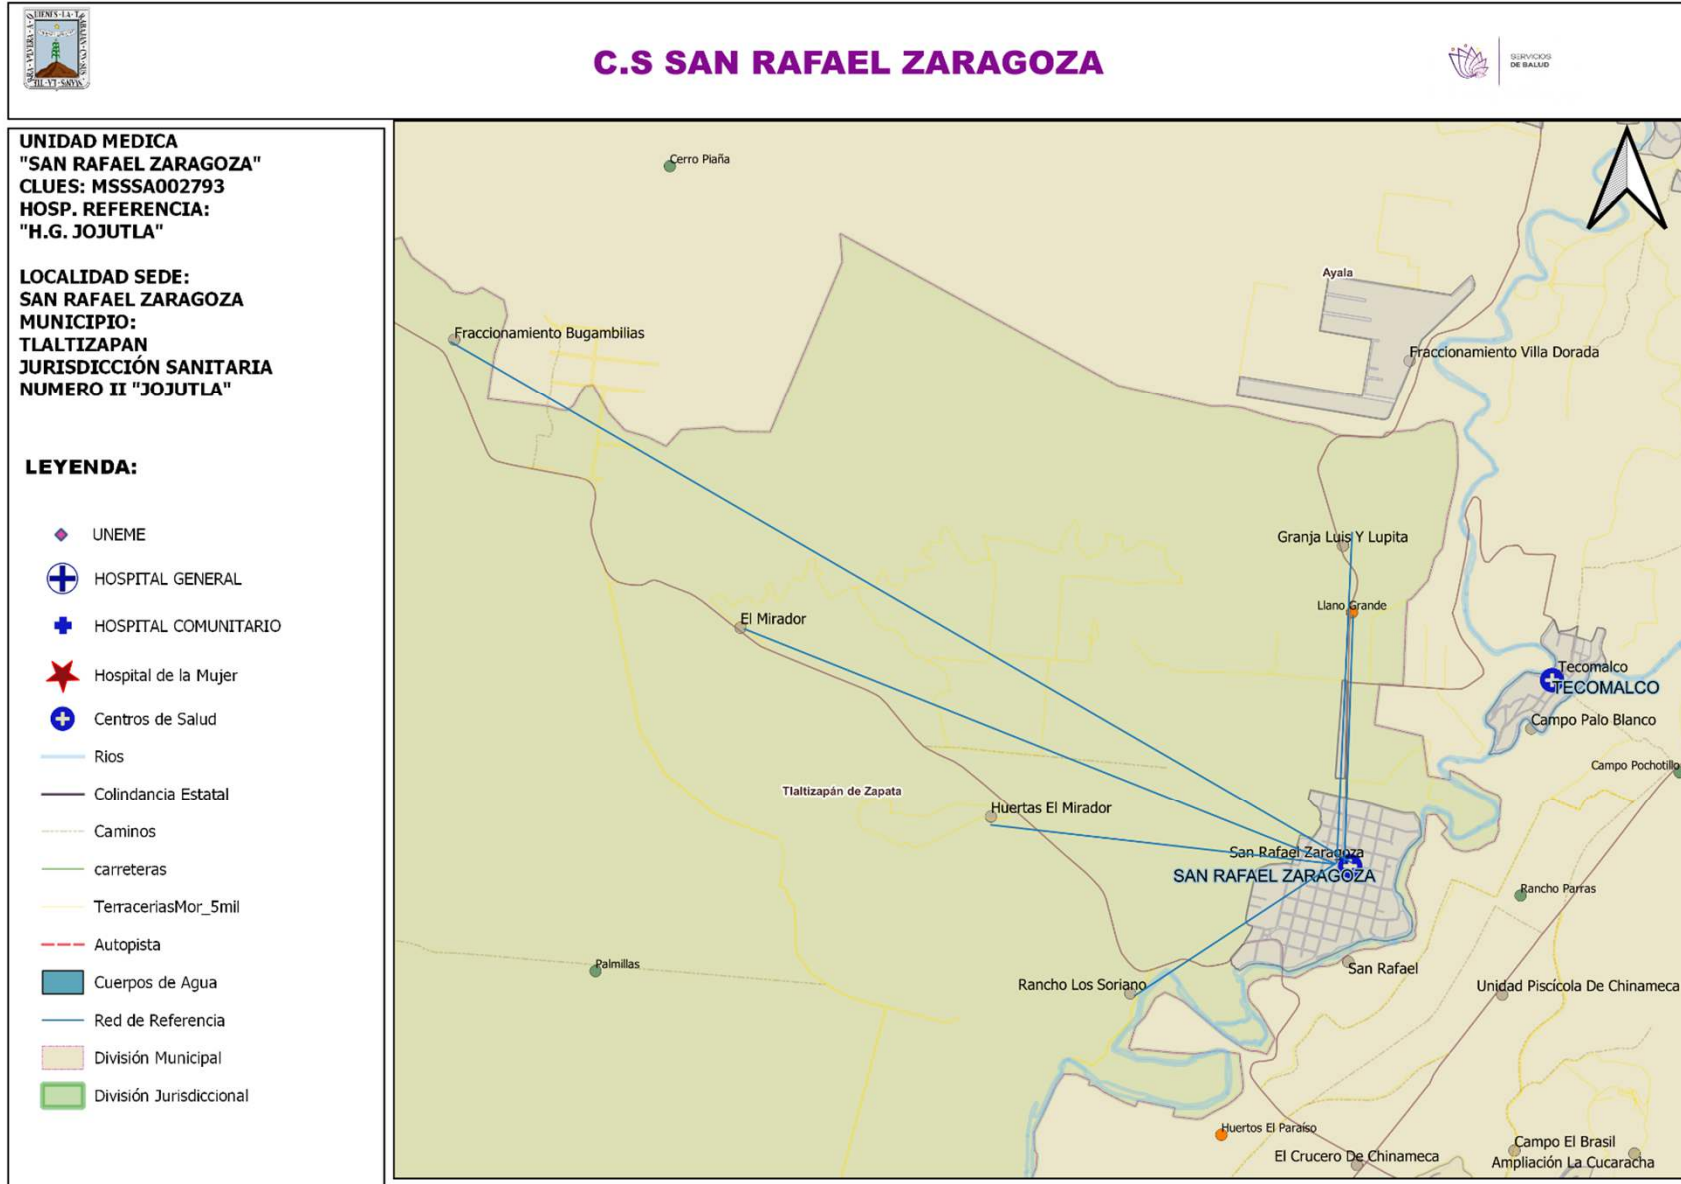 C.S SAN RAFAEL ZARAGOZA
SERVICIOS
DE SALUD
UNIDAD MEDICA
"SAN RAFAEL ZARAGOZA"
CLUES: MSSSA002793
HOSP. REFERENCIA:
"H.G. JOJUTLA"
LOCALIDAD SEDE:
SAN RAFAEL ZARAGOZA
MUNICIPIO:
TLALTIZAPAN
JURISDICCIÓN SANITARIA
NUMERO II "JOJUTLA"
LEYENDA:
UNEME
HOSPITAL GENERAL
HOSPITAL COMUNITARIO
Hospital de la Mujer
Centros de Salud
Rios
Colindancia Estatal
Caminos
carreteras
TerraceriasMor_5mil
Autopista
Cuerpos de Agua
Red de Referencia
División Municipal
División Jurisdiccional
Cerro Piaña
Ayala
Fraccionamiento Bugambilias
Fraccionamiento Villa Dorada
Granja Luis Y Lupita
Llano Grande
El Mirador
Tecomalco
TECOMALCO
Campo Palo Blanco
Campo Pochotillo
Tlaltizapán de Zapata
Huertas El Mirador
San Rafael Zaragoza
SAN RAFAEL ZARAGOZA
Rancho Parras
Palmillas
San Rafael
Rancho Los Soriano
Unidad Piscícola De Chinameca
Huertos El Paraíso
El Crucero De Chinameca
Campo El Brasil
Ampliación La Cucaracha